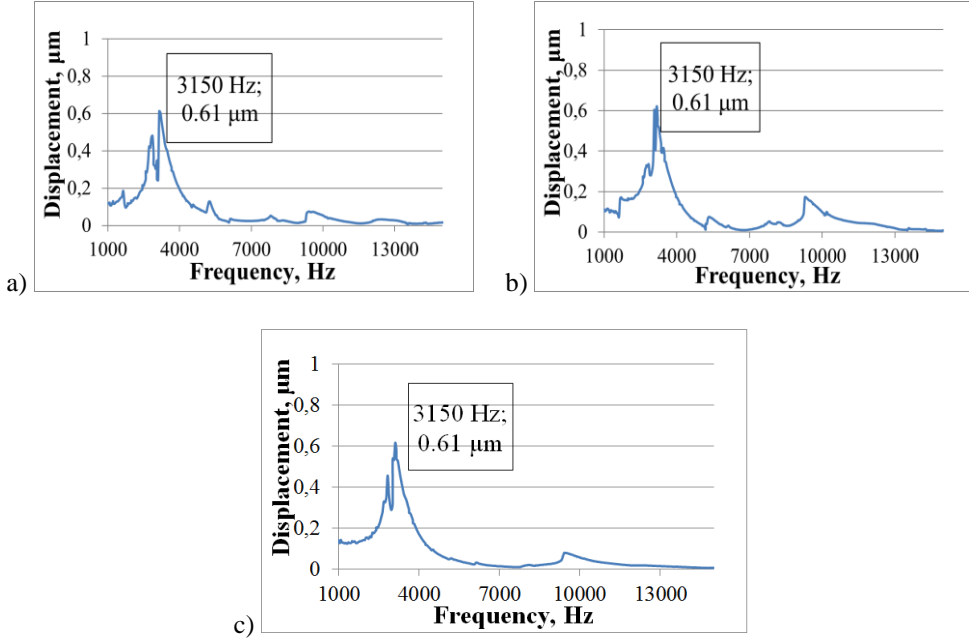 Displacement, µm
1
0,8
0,6
0,4
0,2
0
3150 Hz;
0.61 µm
1000 4000 7000 10000 13000
Frequency, Hz
a)
Displacement, µm
1
0,8
0,6
0,4
0,2
0
3150 Hz;
0.61 µm
1000 4000 7000 10000 13000
Frequency, Hz
b)
Displacement, µm
1
0,8
0,6
0,4
0,2
0
3150 Hz;
0.61 µm
1000 4000 7000 10000 13000
Frequency, Hz
c)